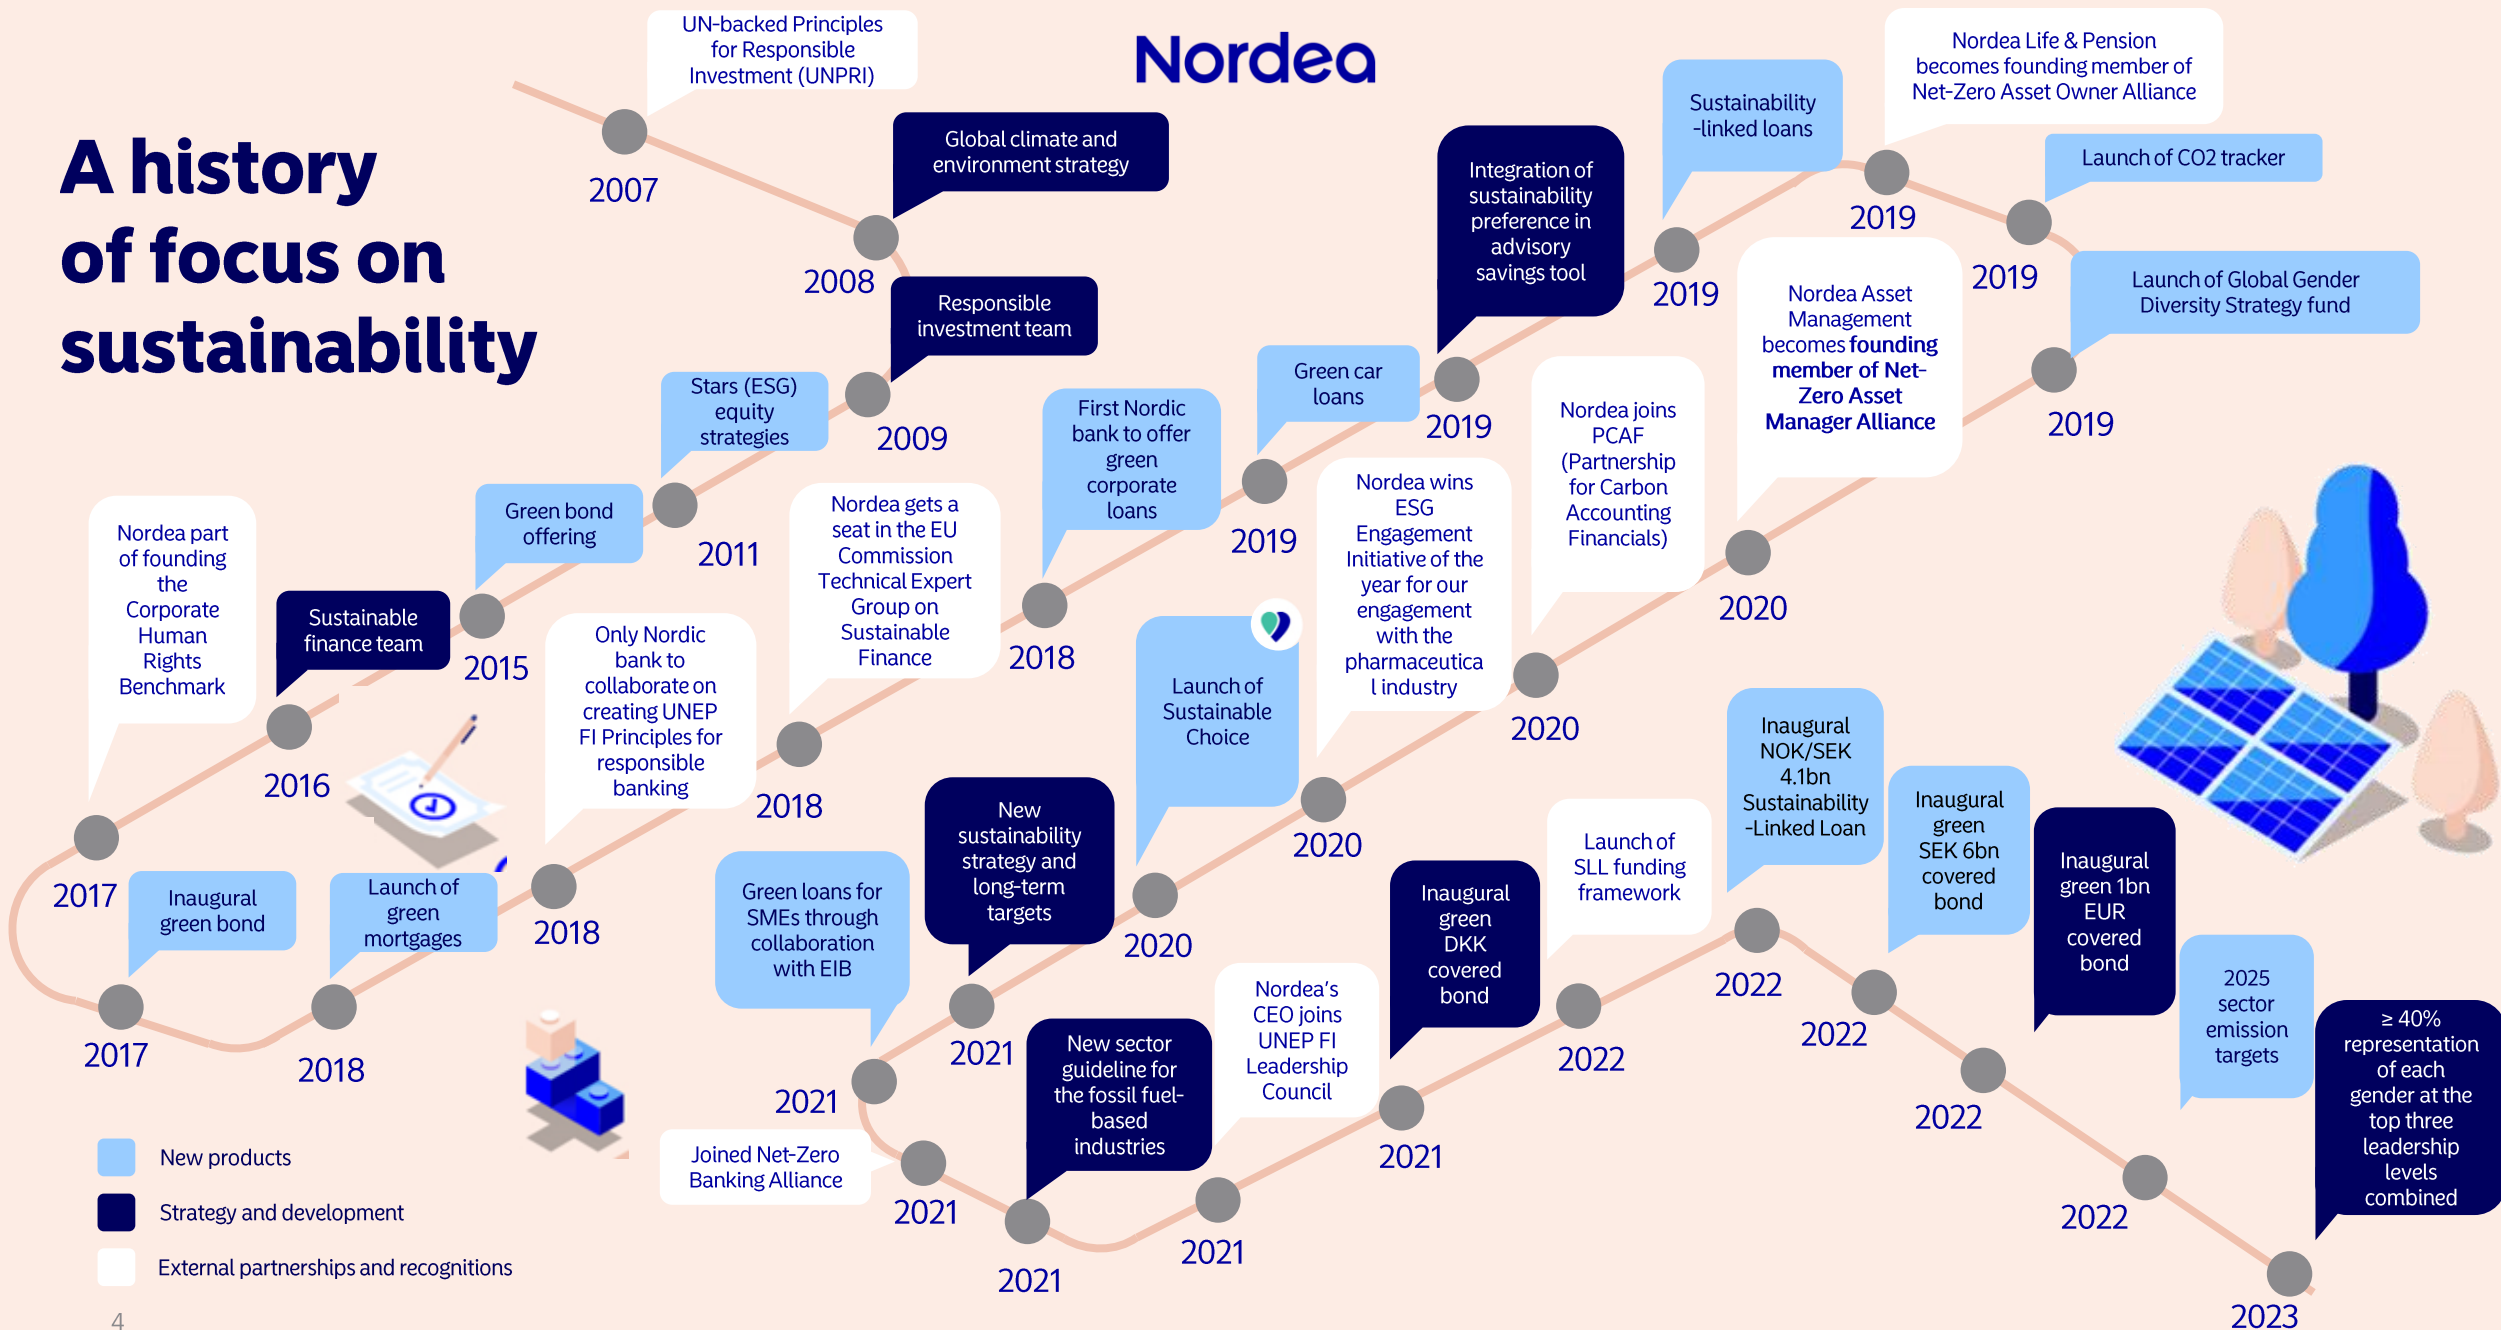 Nordea
A history
of focus on
sustainability
UN-backed Principles
for Responsible
Investment (UNPRI)
2007
Global climate and
environment strategy
2008
Responsible
investment team
2009
Stars (ESG)
equity
strategies
2011
Green bond
offering
2015
Sustainable
finance team
2016
Nordea part
of founding
the
Corporate
Human
Rights
Benchmark
2017
Inaugural
green bond
2017
Launch of
green
mortgages
2018
Only Nordic
bank to
collaborate on
creating UNEP
FI Principles for
responsible
banking
2018
Nordea gets a
seat in the EU
Commission
Technical Expert
Group on
Sustainable
Finance
2018
First Nordic
bank to offer
green
corporate
loans
2018
Green car
loans
2019
Integration of
sustainability
preference in
advisory
savings tool
2019
Sustainability
-linked loans
2019
Nordea Life & Pension
becomes founding member of
Net-Zero Asset Owner Alliance
2019
Launch of CO2 tracker
2019
Launch of Global Gender
Diversity Strategy fund
2019
Nordea Asset
Management
becomes founding
member of Net-
Zero Asset
Manager Alliance
2020
Nordea joins
PCAF
(Partnership
for Carbon
Accounting
Financials)
2020
Nordea wins
ESG
Engagement
Initiative of the
year for our
engagement
with the
pharmaceutica
l industry
2020
Launch of
Sustainable
Choice
2020
New
sustainability
strategy and
long-term
targets
2021
Green loans for
SMEs through
collaboration
with EIB
2021
Joined Net-Zero
Banking Alliance
2021
New sector
guideline for
the fossil fuel-
based
industries
2021
Nordea's
CEO joins
UNEP FI
Leadership
Council
2021
Inaugural
green
DKK
covered
bond
2021
Launch of
SLL funding
framework
2022
Inaugural
NOK/SEK
4.1bn
Sustainability
-Linked Loan
2022
Inaugural
green
SEK 6bn
covered
bond
2022
Inaugural
green 1bn
EUR
covered
bond
2022
2025
sector
emission
targets
2022
≥ 40%
representation
of each
gender at the
top three
leadership
levels
combined
2023
New products
Strategy and development
External partnerships and recognitions
4